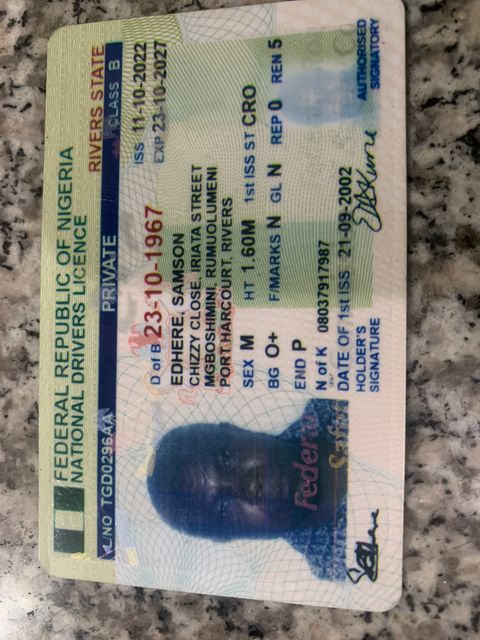 FEDERAL REPUBLIC OF NIGERIA
NATIONAL DRIVERS LICENCE
RIVERS STATE
L/NO TGD0296AA PRIVATE CLASS B
ISS 11-10-2022
D of B 23-10-1967 EXP 23-10-2027
EDHERE, SAMSON
CHIZZY CLOSE, IRIATA STREET
MGBOSHIMINI, RUMUOLUMENI
PORT HARCOURT, RIVERS
SEX M HT 1.60M 1st ISS ST CRO
BG O+ F/MARKS N GL N REP 0 REN 5
END P
Federal
N of K 08037917987
Safet
DATE OF 1st ISS 21-09-2002
HOLDER'S
SIGNATURE
AUTHORISED
SIGNATORY